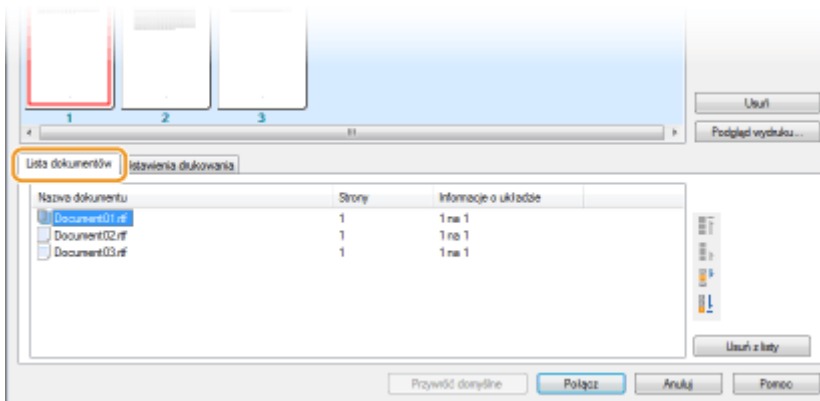 1 2 3
Usuń
Podgląd wydruku...
Lista dokumentów
Ustawienia drukowania
Nazwa dokumentu Strony Informacje o układzie
Document01.rtf 1 1 na 1
Document02.rtf 1 1 na 1
Document03.rtf 1 1 na 1
Usuń z listy
Przywróć domyślne Połącz Anuluj Pomoc